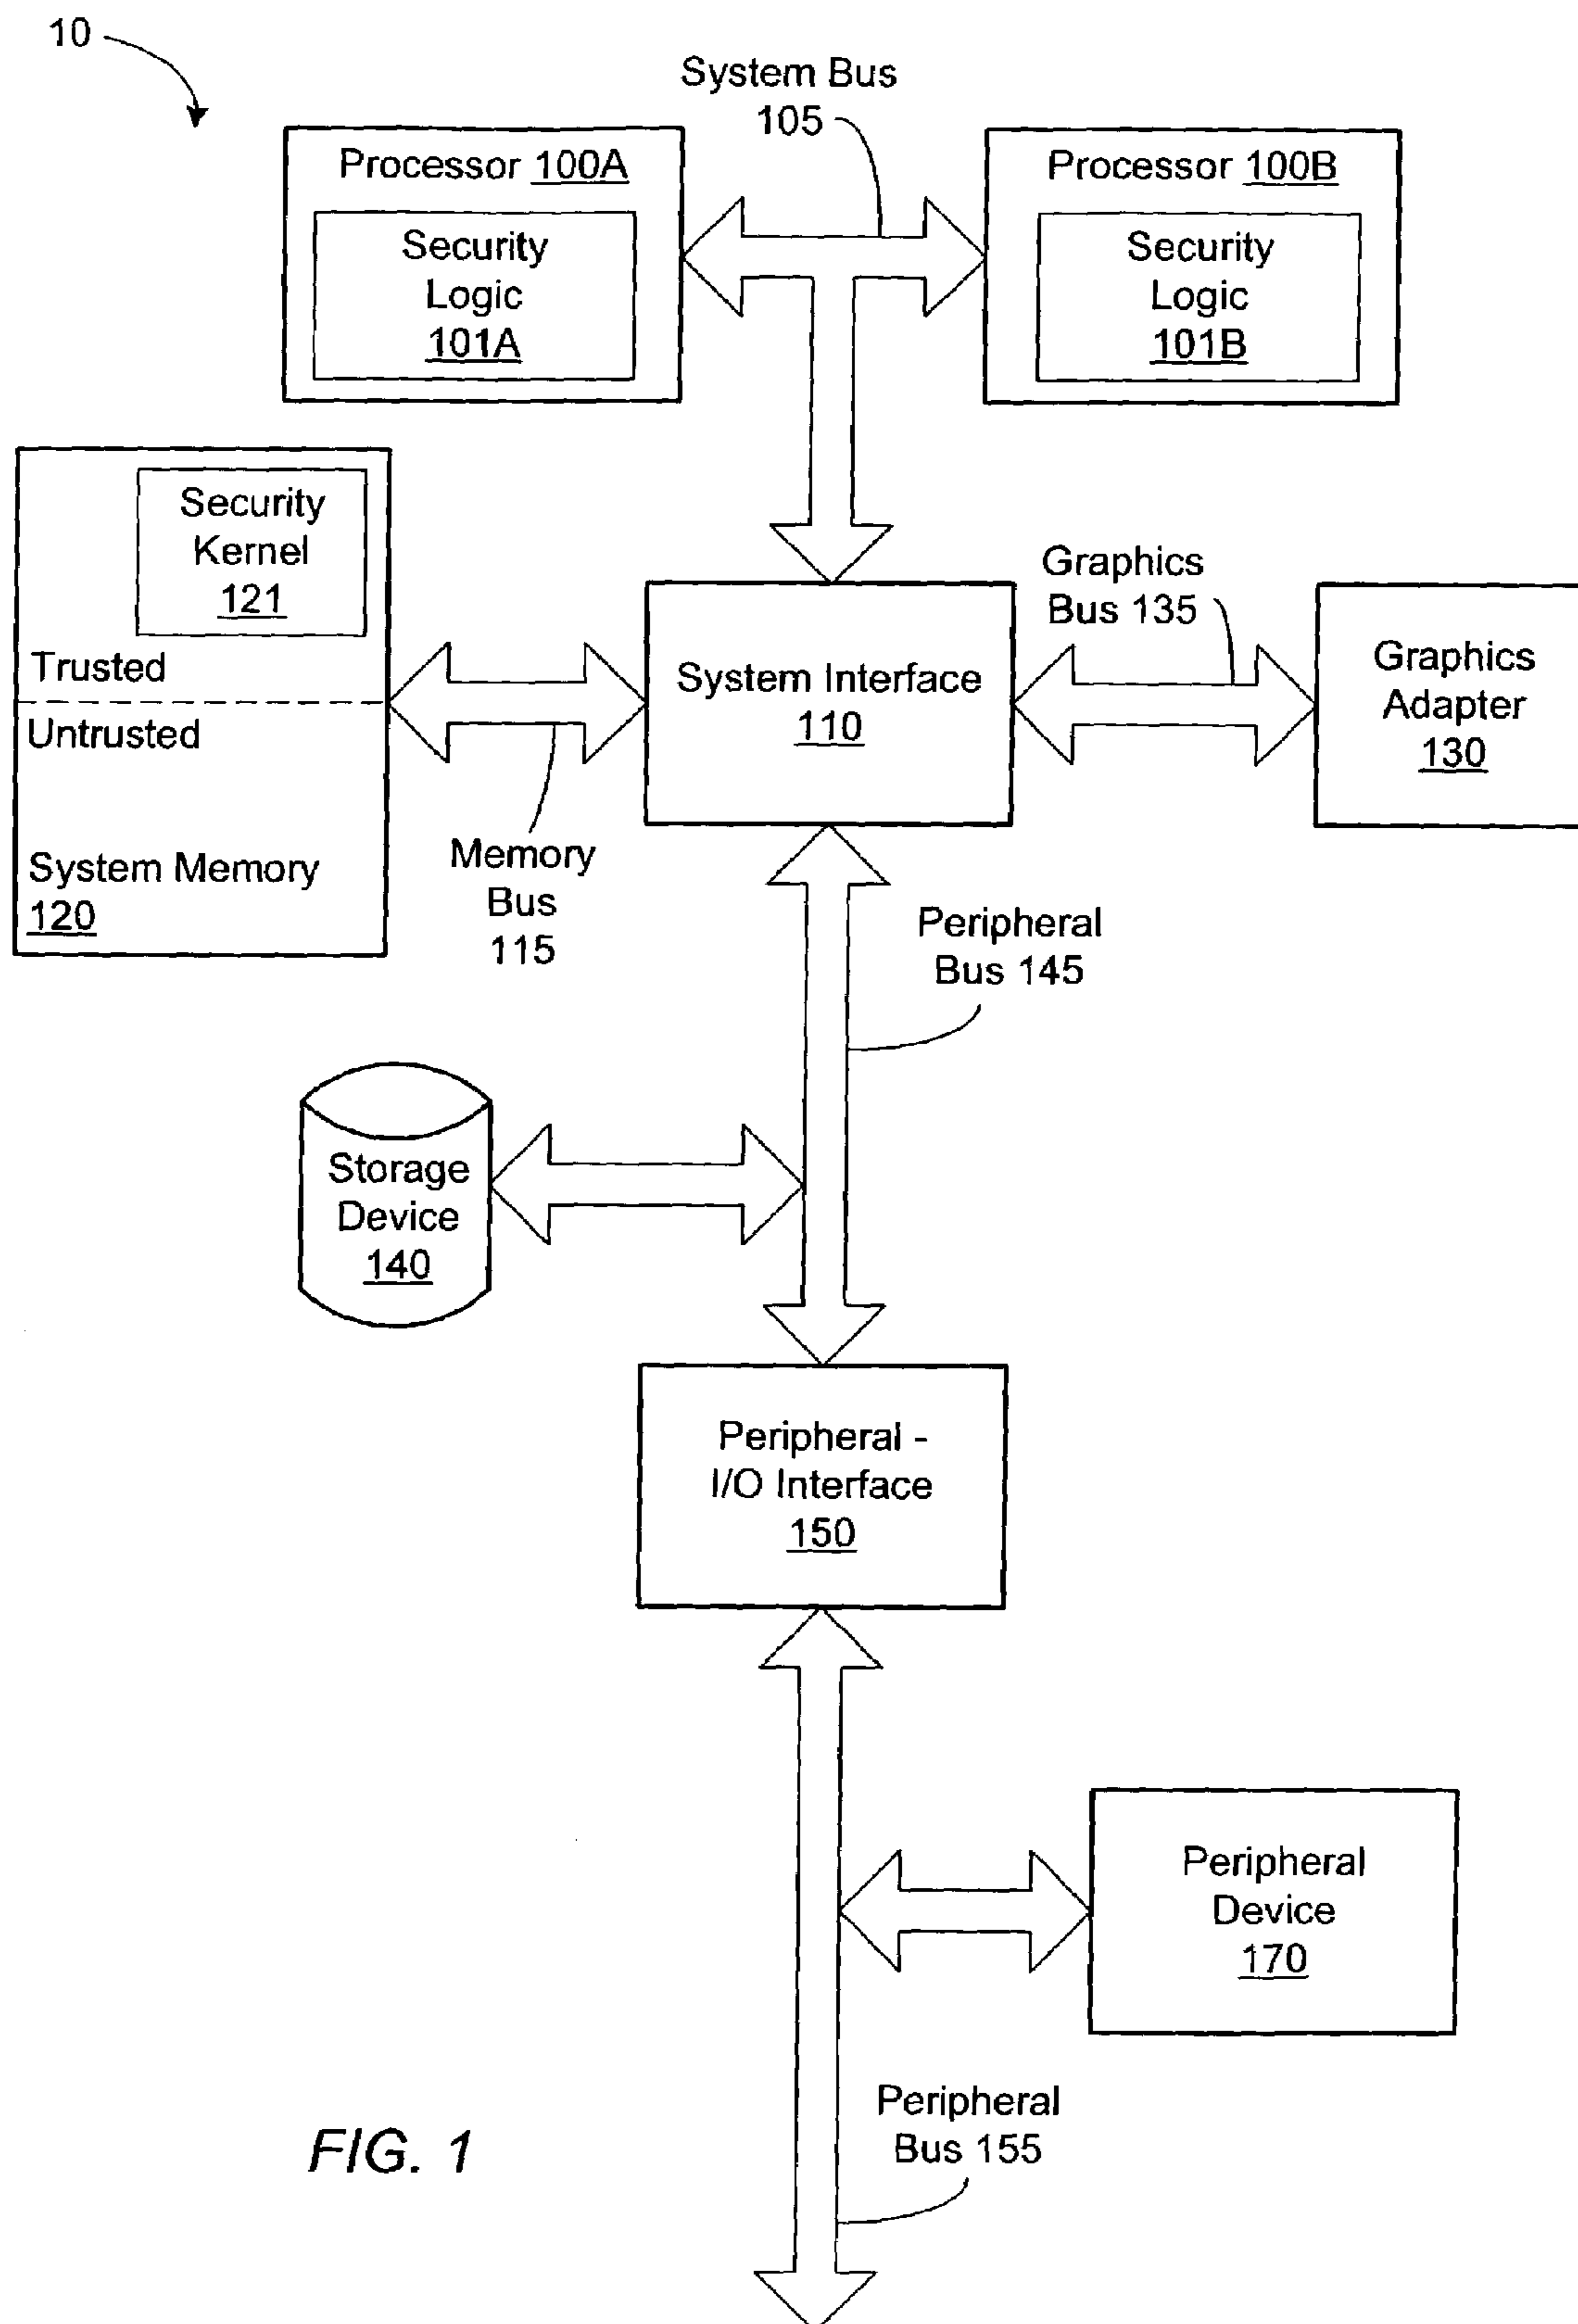 10
System Bus
105
Processor 100A
Security
Logic
101A
Processor 100B
Security
Logic
101B
Security
Kernel
121
Trusted
Untrusted
System Memory
120
Memory
Bus
115
System Interface
110
Graphics
Bus 135
Graphics
Adapter
130
Peripheral
Bus 145
Storage
Device
140
Peripheral -
I/O Interface
150
Peripheral
Device
170
Peripheral
Bus 155
FIG. 1